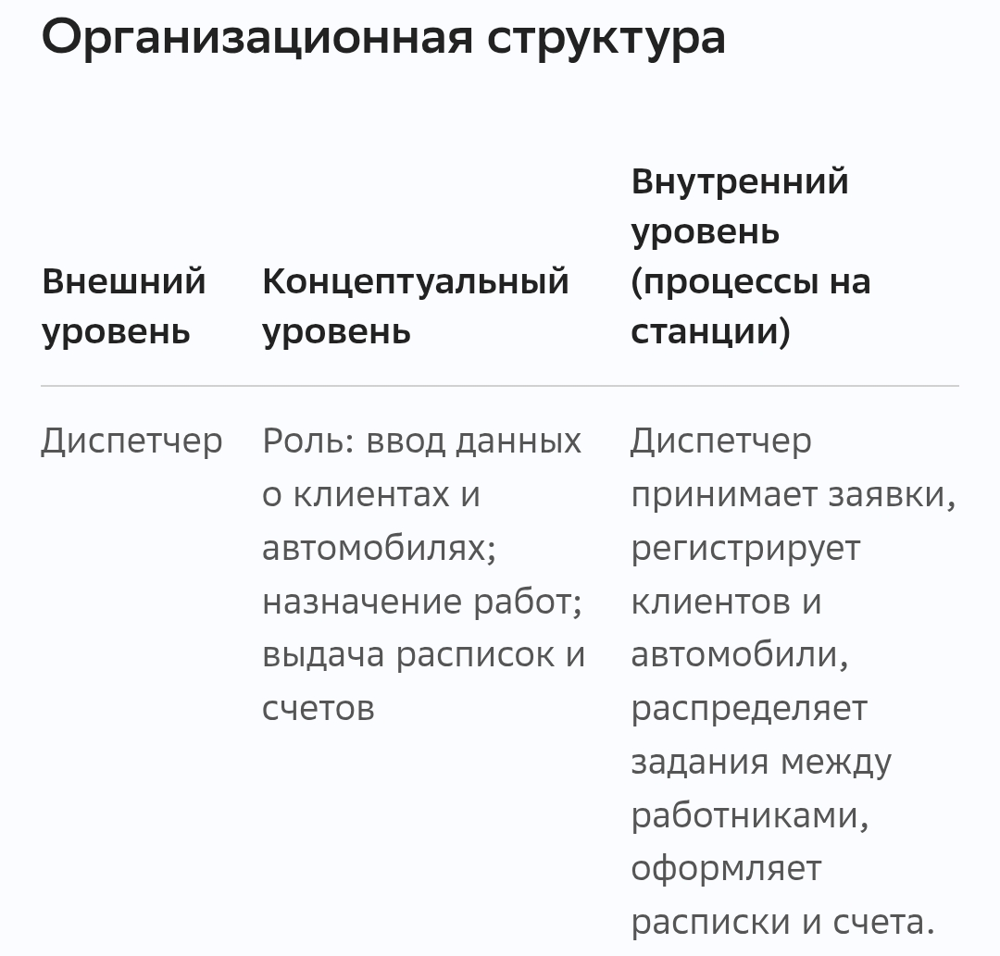 Организационная структура
Внешний
уровень
Концептуальный
уровень
Внутренний
уровень
(процессы на
станции)
Диспетчер
Роль: ввод данных
о клиентах и
автомобилях;
назначение работ;
выдача расписок и
счетов
Диспетчер
принимает заявки,
регистрирует
клиентов и
автомобили,
распределяет
задания между
работниками,
оформляет
расписки и счета.